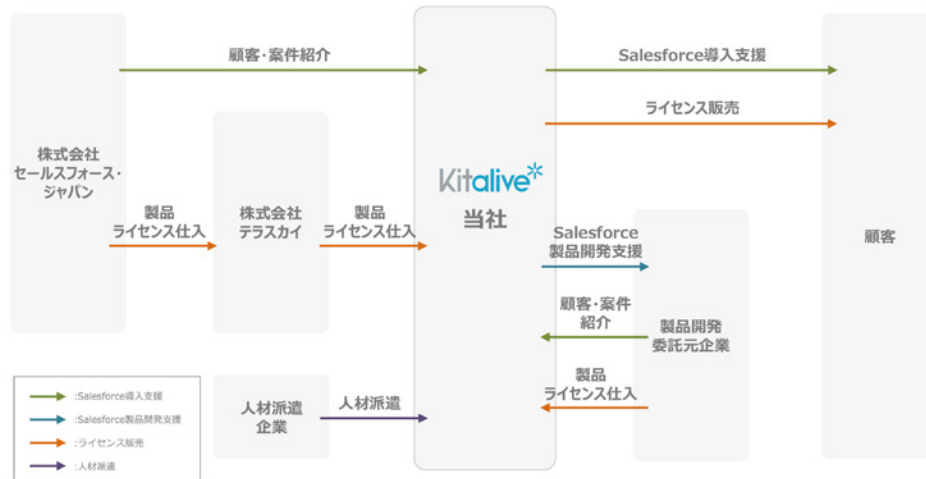 顧客・案件紹介
Salesforce導入支援
ライセンス販売
株式会社
セールスフォース・
ジャパン
Kitalive
当社
製品
ライセンス仕入
株式会社
テラスカイ
製品
ライセンス仕入
Salesforce
製品開発支援
顧客
顧客・案件
紹介
製品開発
委託元企業
製品
ライセンス仕入
人材派遣
企業
人材派遣
:Salesforce導入支援
:Salesforce製品開発支援
:ライセンス販売
:人材派遣